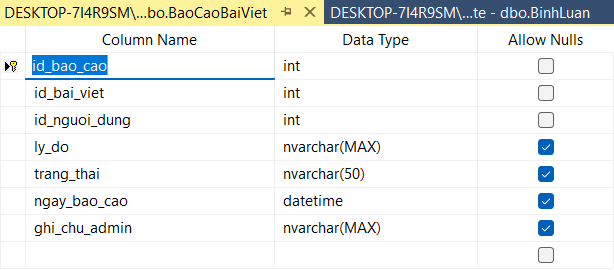 DESKTOP-7I4R9SM\...bo.BaoCaoBaiViet DESKTOP-7I4R9SM\...te - dbo.BinhLuan
Column Name Data Type Allow Nulls
id_bao_cao int
id_bai_viet int
id_nguoi_dung int
ly_do nvarchar(MAX)
trang_thai nvarchar(50)
ngay_bao_cao datetime
ghi_chu_admin nvarchar(MAX)